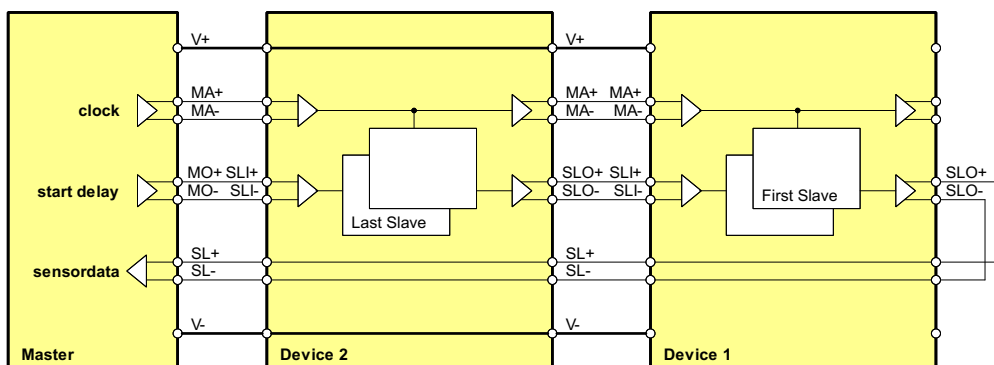 V+ V+
clock MA+ MA+ MA+
MA- MA- MA-
start delay MO+ SLI+ SLO+ SLI+ SLO+
MO- SLI- SLO- SLI- SLO-
Last Slave First Slave
sensordata SL+ SL+
SL- SL-
V- V-
Master Device 2 Device 1